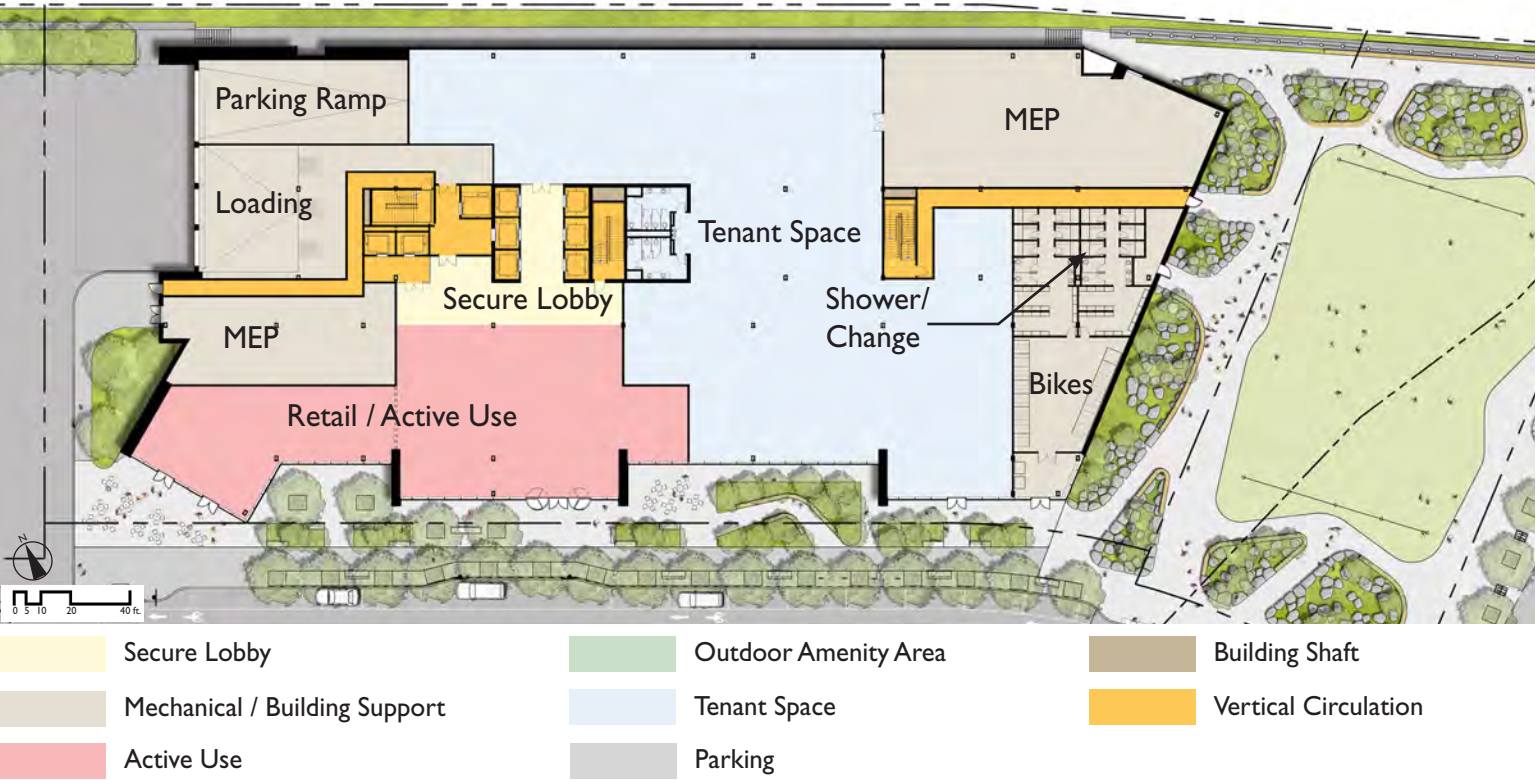 Parking Ramp
MEP
Loading
Tenant Space
Secure Lobby
Shower/
Change
MEP
Bikes
Retail / Active Use
N
0 5 10 20 40 ft.
Secure Lobby
Outdoor Amenity Area
Building Shaft
Mechanical / Building Support
Tenant Space
Vertical Circulation
Active Use
Parking